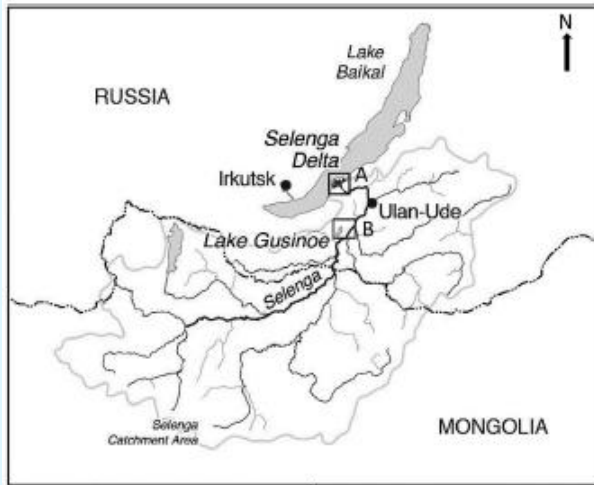 N
Lake
Baikal
RUSSIA
Selenga
Delta
A
Irkutsk
Ulan-Ude
Lake Gusinoe
B
Selenga
Selenga
Catchment Area
MONGOLIA